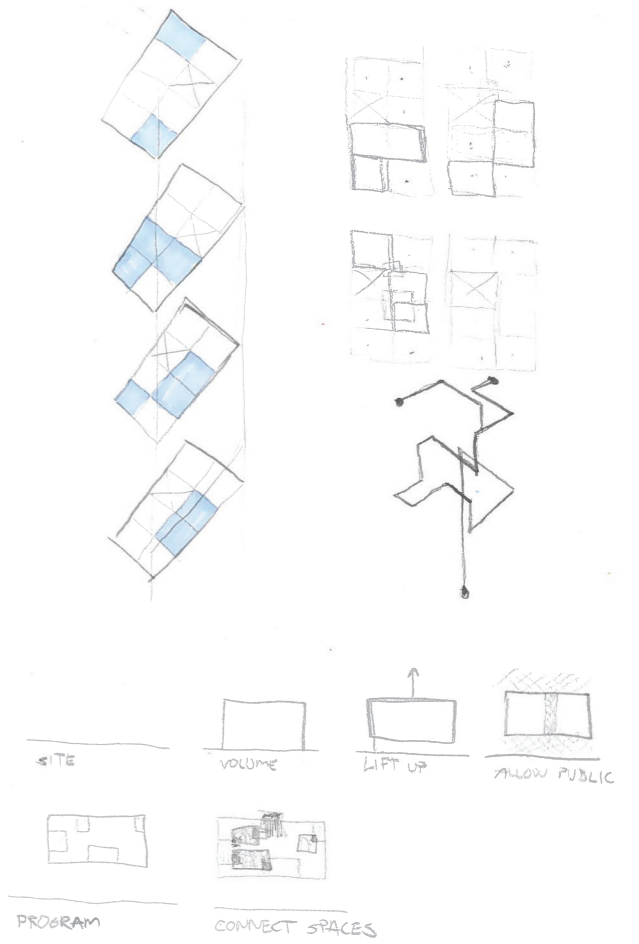 SITE
VOLUME
LIFT UP
ALLOW PUBLIC
PROGRAM
CONNECT SPACES